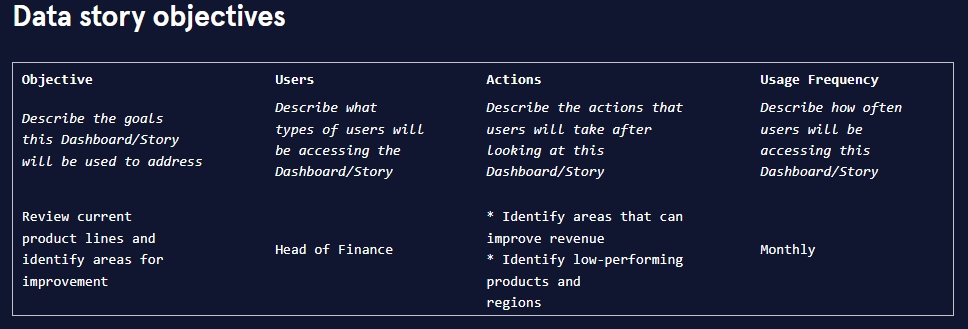 Data story objectives
Objective
Users
Actions
Usage Frequency
Describe the goals
this Dashboard/Story
will be used to address
Describe what
types of users will
be accessing the
Dashboard/Story
Describe the actions that
users will take after
looking at this
Dashboard/Story
Describe how often
users will be
accessing this
Dashboard/Story
Review current
product lines and
identify areas for
improvement
Head of Finance
* Identify areas that can
improve revenue
* Identify low-performing
products and
regions
Monthly